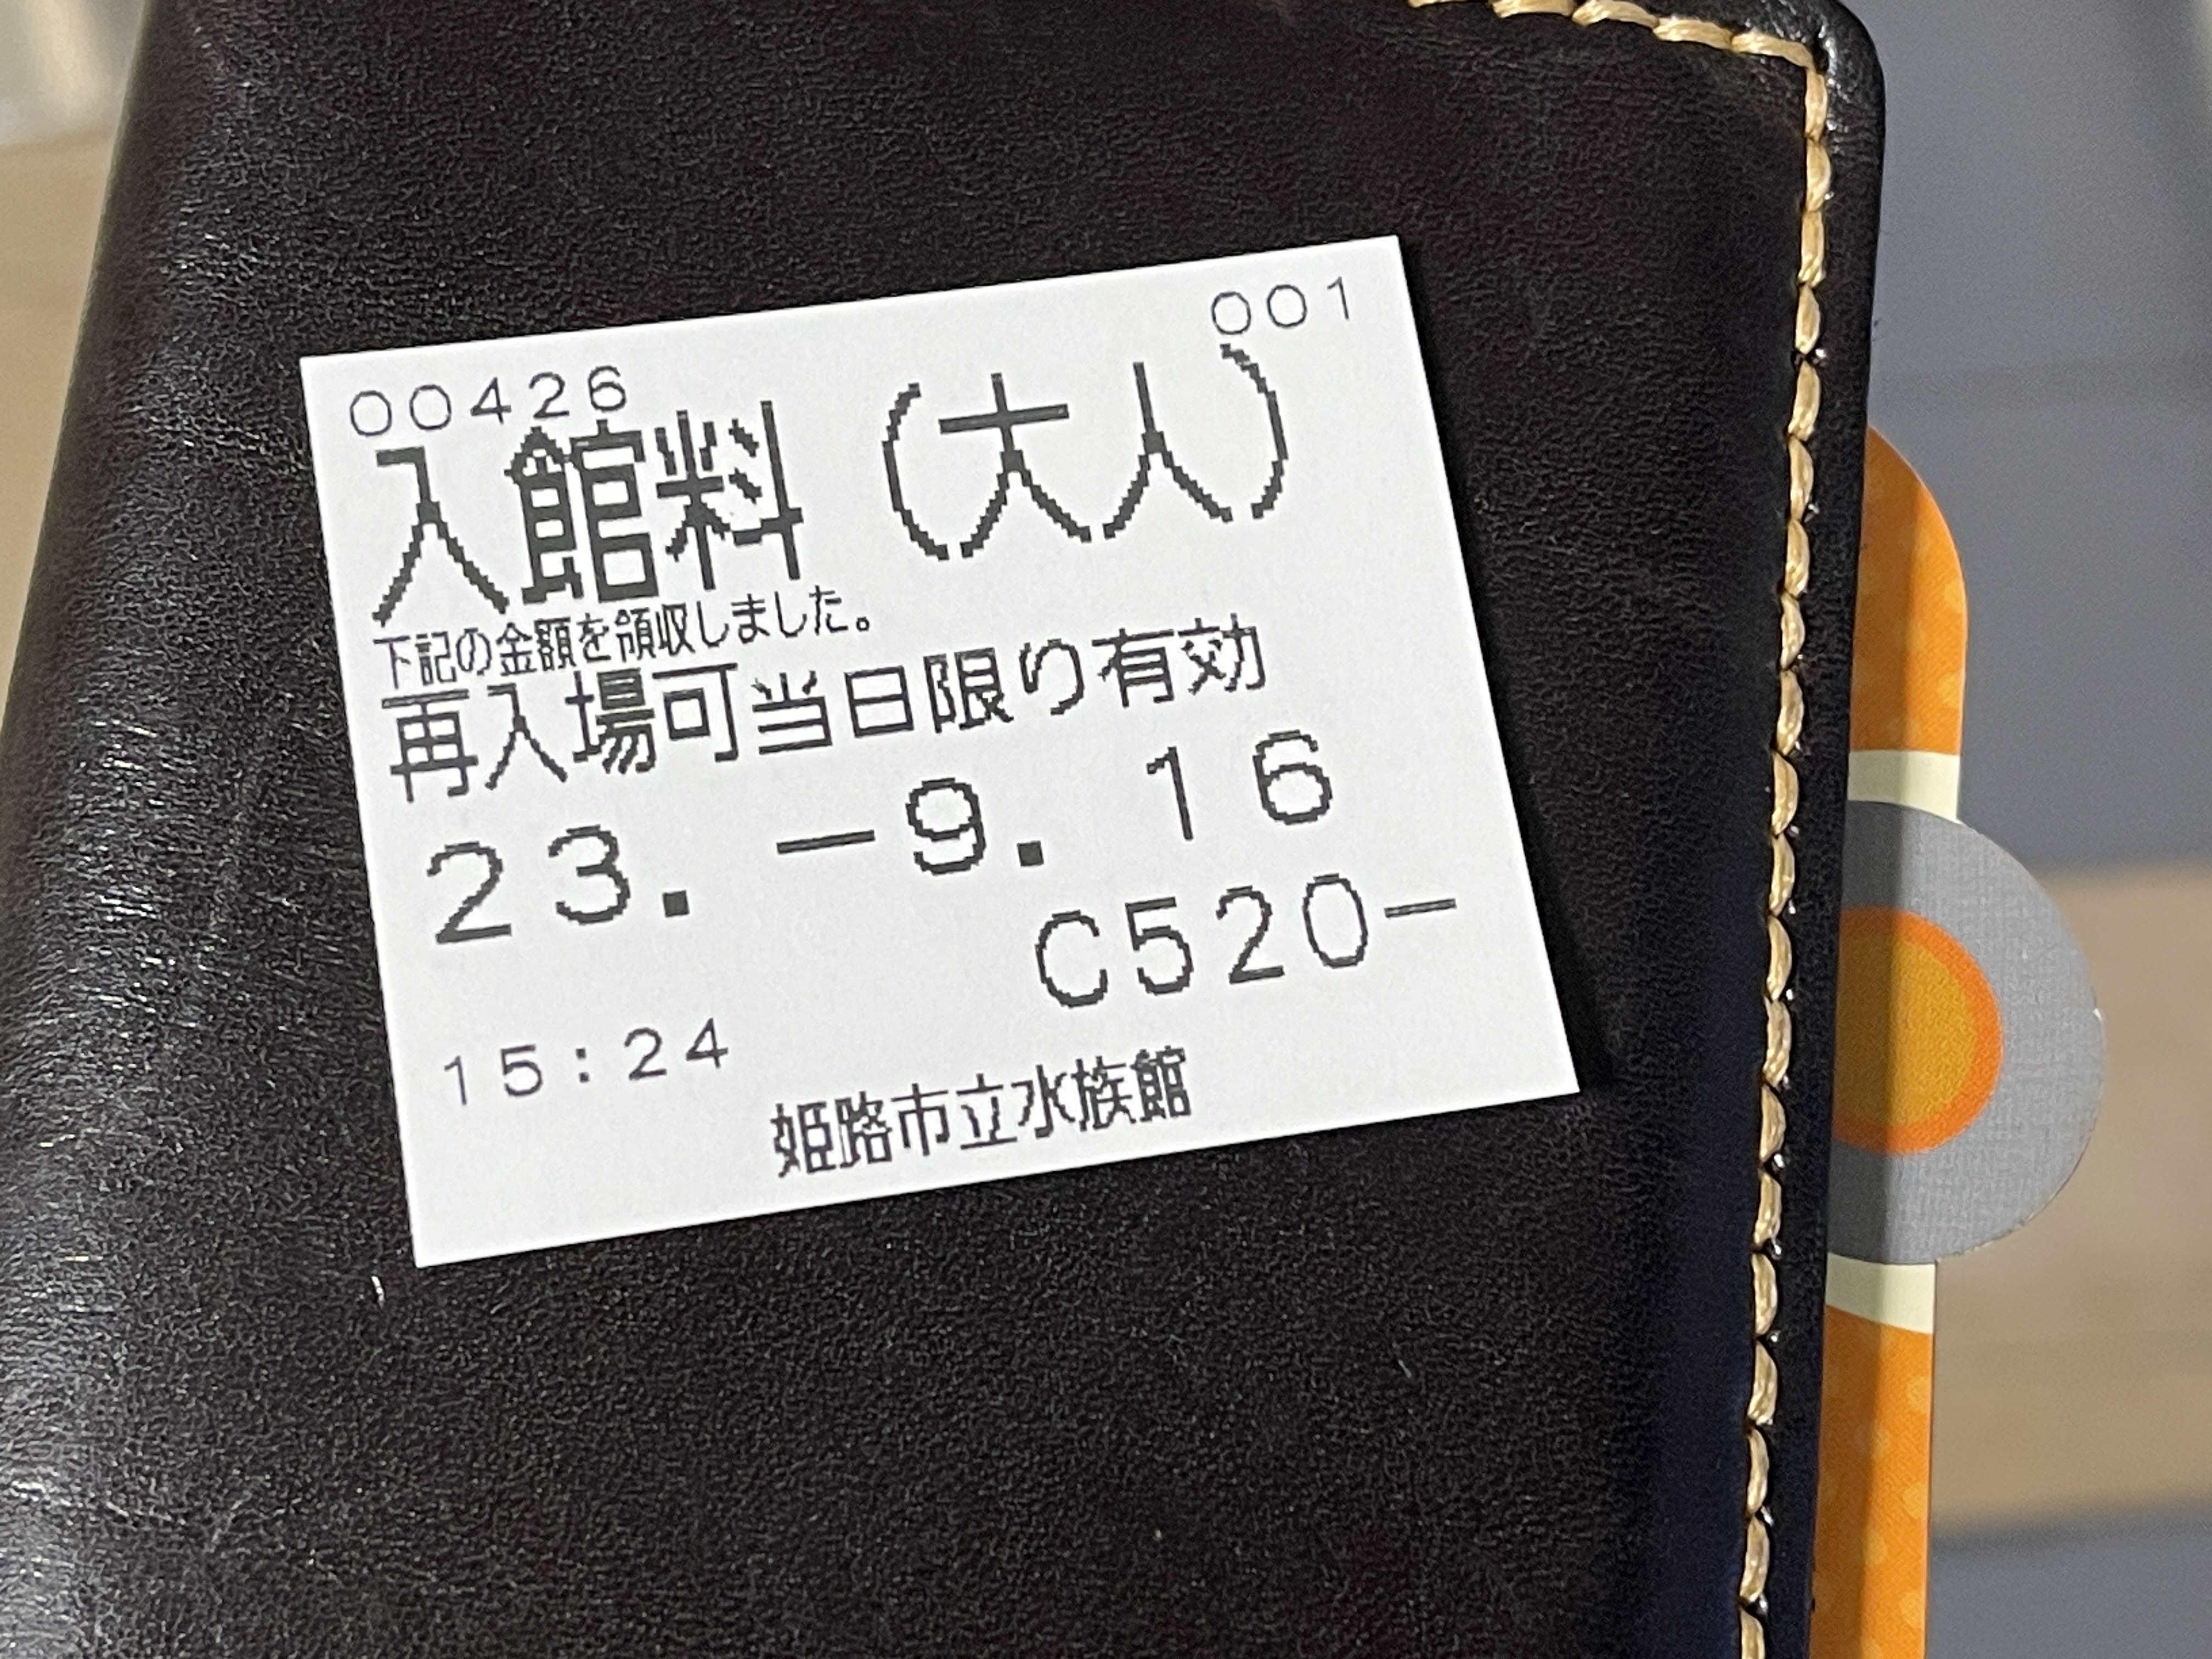 001
00426
入館料(大人)
下記の金額を領収しました。
再入場可当日限り有効
23. -9. 16
C520-
15:24
姫路市立水族館